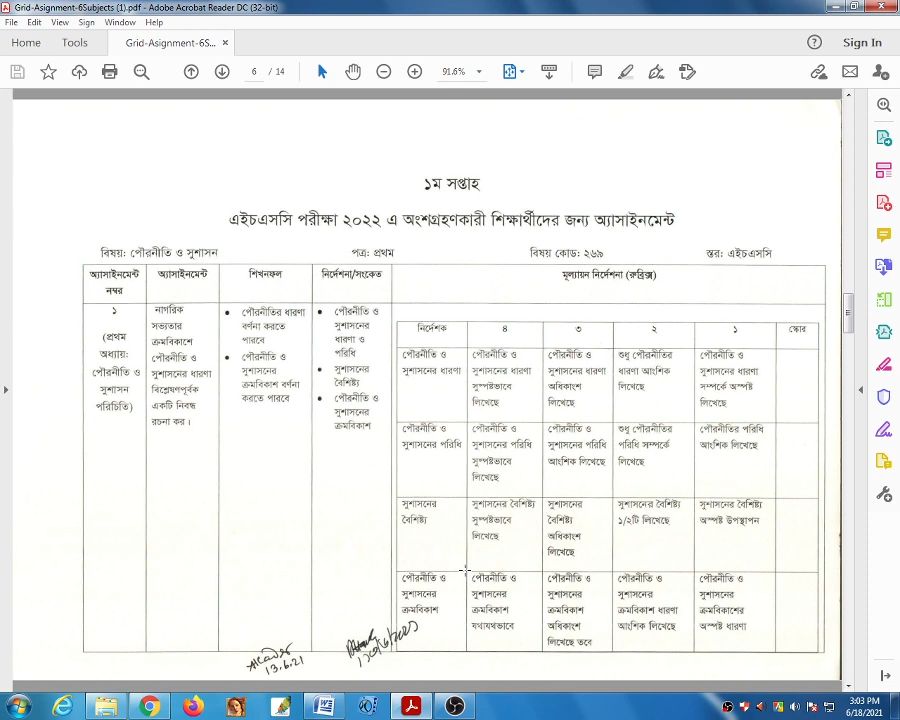 Grid-Asignment-6Subjects (1).pdf - Adobe Acrobat Reader DC (32-bit)
File Edit View Sign Window Help
Home Tools Grid-Asignment-6S... × Sign In
6 / 14 91.6%
১ম সপ্তাহ
এইচএসসি পরীক্ষা ২০২২ এ অংশগ্রহণকারী শিক্ষার্থীদের জন্য অ্যাসাইনমেন্ট
বিষয়: পৌরনীতি ও সুশাসন পত্র: প্রথম বিষয় কোড: ২৬৯ স্তর: এইচএসসি
অ্যাসাইনমেন্ট নম্বর
অ্যাসাইনমেন্ট
শিখনফল
নির্দেশনা/সংকেত
মূল্যায়ন নির্দেশনা (রুব্রিক্স)
১
(প্রথম
অধ্যায়:
পৌরনীতি ও
সুশাসন
পরিচিতি)
নাগরিক
সভ্যতার
ক্রমবিকাশে
পৌরনীতি ও
সুশাসনের ধারণা
বিশ্লেষণপূর্বক
একটি নিবন্ধ
রচনা কর।
• পৌরনীতির ধারণা
বর্ণনা করতে
পারবে
• পৌরনীতি ও
সুশাসনের
ক্রমবিকাশ বর্ণনা
করতে পারবে
• পৌরনীতি ও
সুশাসনের
ধারণা ও
পরিধি
• সুশাসনের
বৈশিষ্ট্য
• পৌরনীতি ও
সুশাসনের
ক্রমবিকাশ
নির্দেশক ৪ ৩ ২ ১ স্কোর
পৌরনীতি ও
সুশাসনের ধারণা
পৌরনীতি ও
সুশাসনের ধারণা
সুস্পষ্টভাবে
লিখেছে
পৌরনীতি ও
সুশাসনের ধারণা
অধিকাংশ
লিখেছে
শুধু পৌরনীতির
ধারণা আংশিক
লিখেছে
পৌরনীতি ও
সুশাসনের ধারণা
সম্পর্কে অস্পষ্ট
লিখেছে
পৌরনীতি ও
সুশাসনের পরিধি
পৌরনীতি ও
সুশাসনের পরিধি
সুস্পষ্টভাবে
লিখেছে
পৌরনীতি ও
সুশাসনের পরিধি
আংশিক লিখেছে
শুধু পৌরনীতির
পরিধি সম্পর্কে
লিখেছে
পৌরনীতির পরিধি
আংশিক লিখেছে
সুশাসনের
বৈশিষ্ট্য
সুশাসনের বৈশিষ্ট্য
সুস্পষ্টভাবে
লিখেছে
সুশাসনের
বৈশিষ্ট্য
অধিকাংশ
লিখেছে
সুশাসনের বৈশিষ্ট্য
১/২টি লিখেছে
সুশাসনের বৈশিষ্ট্য
অস্পষ্ট উপস্থাপন
পৌরনীতি ও
সুশাসনের
ক্রমবিকাশ
পৌরনীতি ও
সুশাসনের
ক্রমবিকাশ
যথাযথভাবে
পৌরনীতি ও
সুশাসনের
ক্রমবিকাশ
অধিকাংশ
লিখেছে তবে
পৌরনীতি ও
সুশাসনের
ক্রমবিকাশ ধারণা
আংশিক লিখেছে
পৌরনীতি ও
সুশাসনের
ক্রমবিকাশের
অস্পষ্ট ধারণা
13.6.21
3:03 PM
6/18/2021